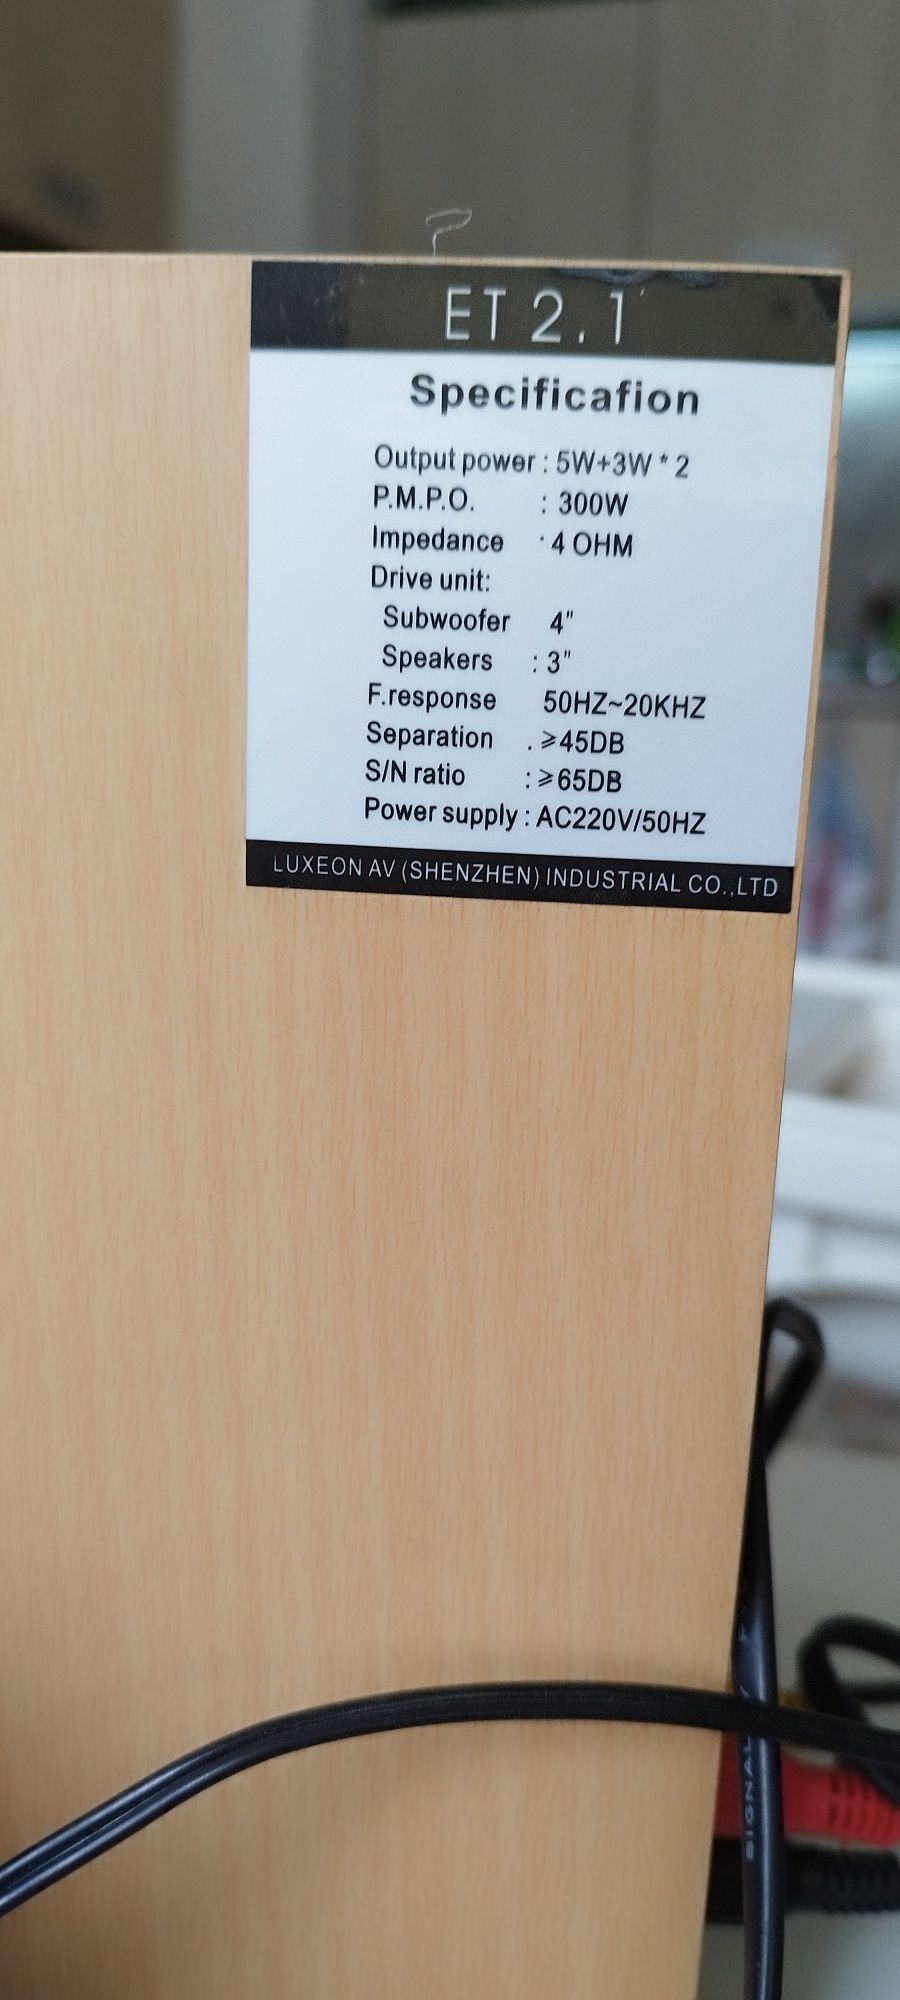 ET 2.1
Specificafion
Output power : 5W+3W * 2
P.M.P.O. : 300W
Impedance : 4 OHM
Drive unit:
Subwoofer 4"
Speakers : 3"
F.response 50HZ~20KHZ
Separation . ⩾45DB
S/N ratio : ⩾65DB
Power supply : AC220V/50HZ
LUXEON AV (SHENZHEN) INDUSTRIAL CO.,LTD
SIGNAL